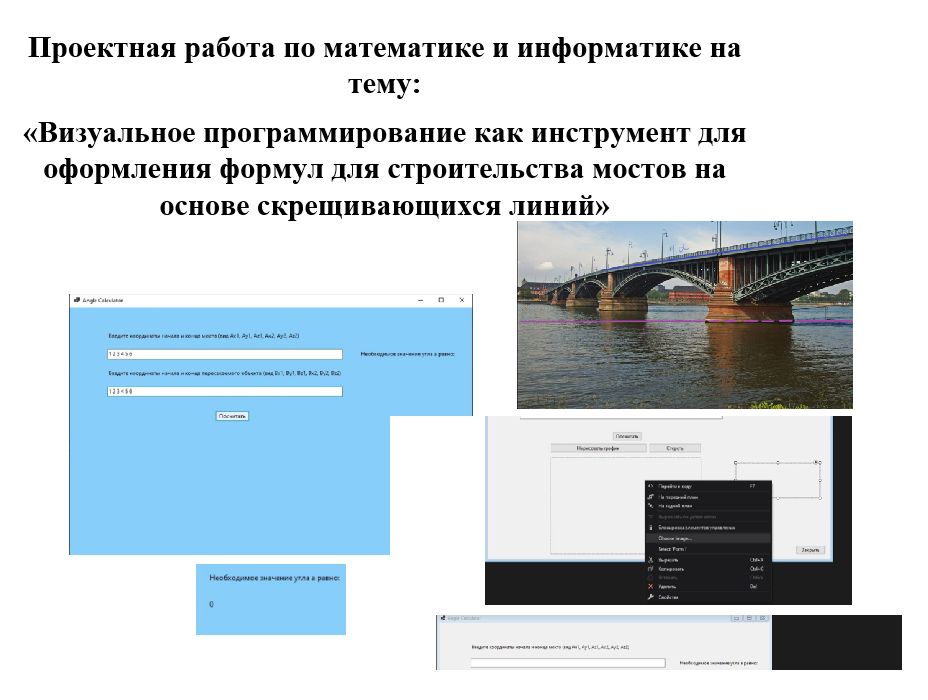 Проектная работа по математике и информатике на
тему:
«Визуальное программирование как инструмент для
оформления формул для строительства мостов на
основе скрещивающихся линий»
Angle Calculator
Введите координаты начала и конца моста (вид Ax1, Ay1, Az1, Ax2, Ay2, Az2)
1 2 3 4 5 6
Необходимое значение угла a равно:
Введите координаты начала и конца пересекаемого объекта (вид Bx1, By1, Bz1, Bx2, By2, Bz2)
1 2 3 4 5 6
Посчитать
Посчитать
Нарисовать график
Стереть
Перейти к коду F7
На передний план
На задний план
Блокировка элементов управления
Choose Image...
Select 'Form1'
Вырезать Ctrl+X
Копировать Ctrl+C
Вставить
Удалить Del
Свойства
Закрыть
Необходимое значение угла a равно:
0
Angle Calculator
Введите координаты начала и конца моста (вид Ax1, Ay1, Az1, Ax2, Ay2, Az2)
Необходимое значение угла a равно: